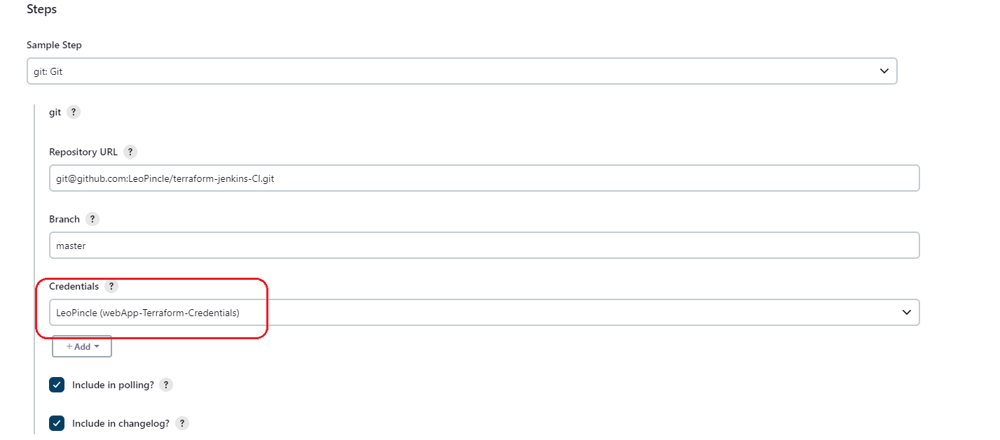 Steps
Sample Step
git: Git
git ?
Repository URL ?
git@github.com:LeoPincle/terraform-jenkins-CI.git
Branch ?
master
Credentials ?
LeoPincle (webApp-Terraform-Credentials)
+ Add
Include in polling? ?
Include in changelog? ?